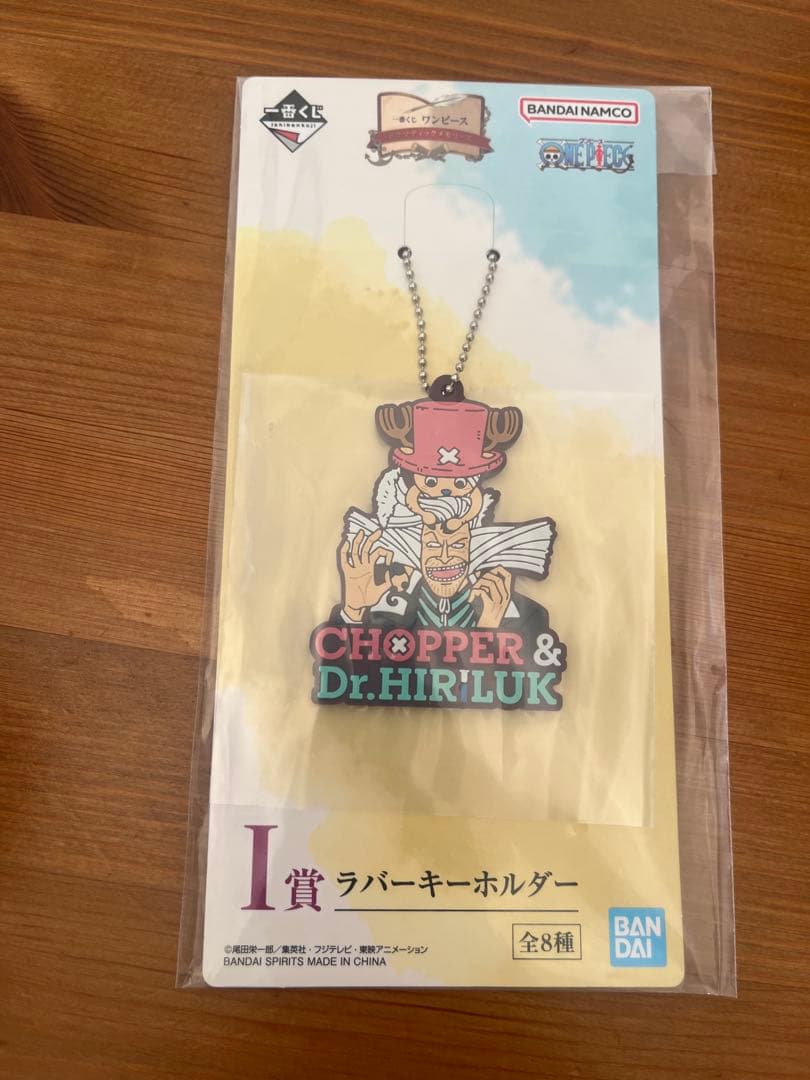 一番くじ
ichibankuji
一番くじ ワンピース
BANDAI NAMCO
ONE PIECE
CHOPPER &
Dr.HIRILUK
I賞
ラバーキーホルダー
全8種
©尾田栄一郎／集英社・フジテレビ・東映アニメーション
BANDAI SPIRITS MADE IN CHINA
BAN
DAI